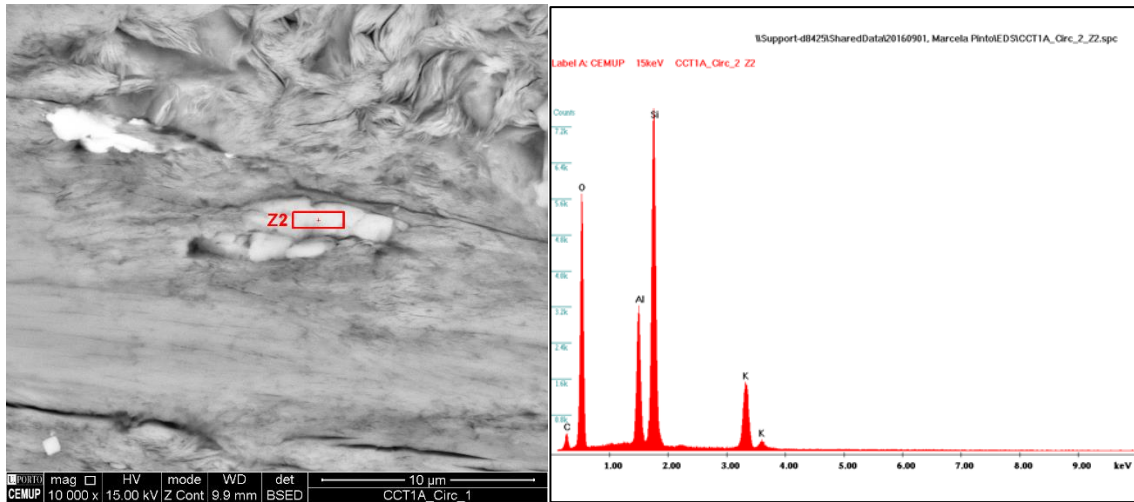 Z2
U.PORTO
CEMUP
mag □ HV mode WD det
10 000 x 15.00 kV Z Cont 9.9 mm BSED
10 µm
CCT1A_Circ_1
\\Support-d8425\SharedData\20160901, Marcela Pinto\EDS\CCT1A_Circ_2_Z2.spc
Label A: CEMUP 15keV CCT1A_Circ_2 Z2
Counts
7.2k
6.4k
5.6k
4.8k
4.0k
3.2k
2.4k
1.6k
0.8k
C
O
Al
Si
K
K
1.00 2.00 3.00 4.00 5.00 6.00 7.00 8.00 9.00 keV